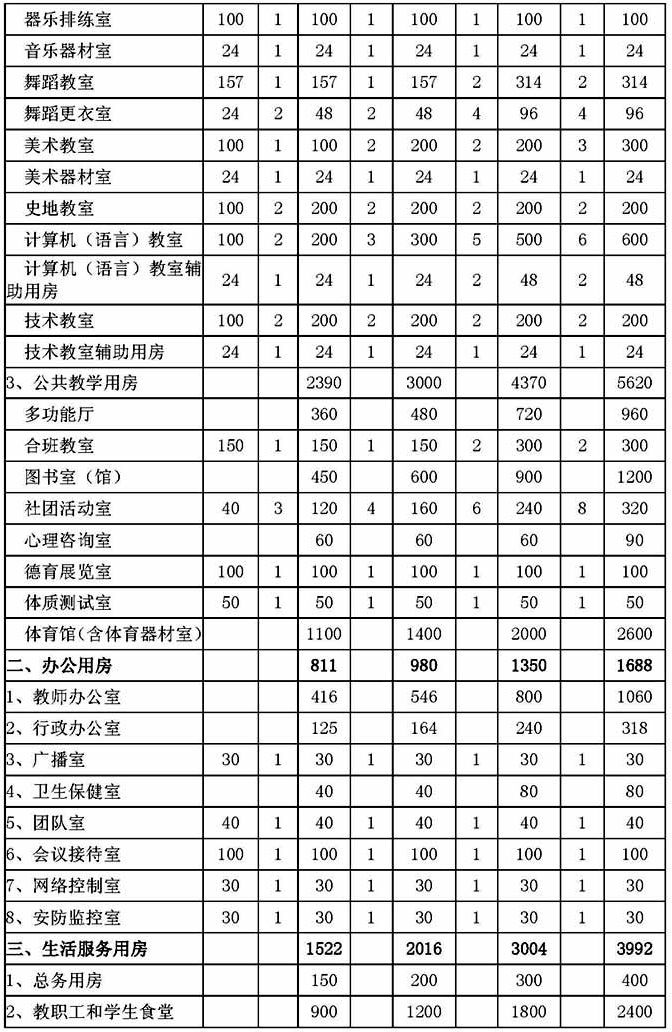 器乐排练室 100 1 100 1 100 1 100 1 100
音乐器材室 24 1 24 1 24 1 24 1 24
舞蹈教室 157 1 157 1 157 2 314 2 314
舞蹈更衣室 24 2 48 2 48 4 96 4 96
美术教室 100 1 100 2 200 2 200 3 300
美术器材室 24 1 24 1 24 1 24 1 24
史地教室 100 2 200 2 200 2 200 2 200
计算机（语言）教室 100 2 200 3 300 5 500 6 600
计算机（语言）教室辅
助用房 24 1 24 1 24 2 48 2 48
技术教室 100 2 200 2 200 2 200 2 200
技术教室辅助用房 24 1 24 1 24 1 24 1 24
3、公共教学用房 2390 3000 4370 5620
多功能厅 360 480 720 960
合班教室 150 1 150 1 150 2 300 2 300
图书室（馆） 450 600 900 1200
社团活动室 40 3 120 4 160 6 240 8 320
心理咨询室 60 60 60 90
德育展览室 100 1 100 1 100 1 100 1 100
体质测试室 50 1 50 1 50 1 50 1 50
体育馆（含体育器材室） 1100 1400 2000 2600
二、办公用房 811 980 1350 1688
1、教师办公室 416 546 800 1060
2、行政办公室 125 164 240 318
3、广播室 30 1 30 1 30 1 30 1 30
4、卫生保健室 40 40 80 80
5、团队室 40 1 40 1 40 1 40 1 40
6、会议接待室 100 1 100 1 100 1 100 1 100
7、网络控制室 30 1 30 1 30 1 30 1 30
8、安防监控室 30 1 30 1 30 1 30 1 30
三、生活服务用房 1522 2016 3004 3992
1、总务用房 150 200 300 400
2、教职工和学生食堂 900 1200 1800 2400